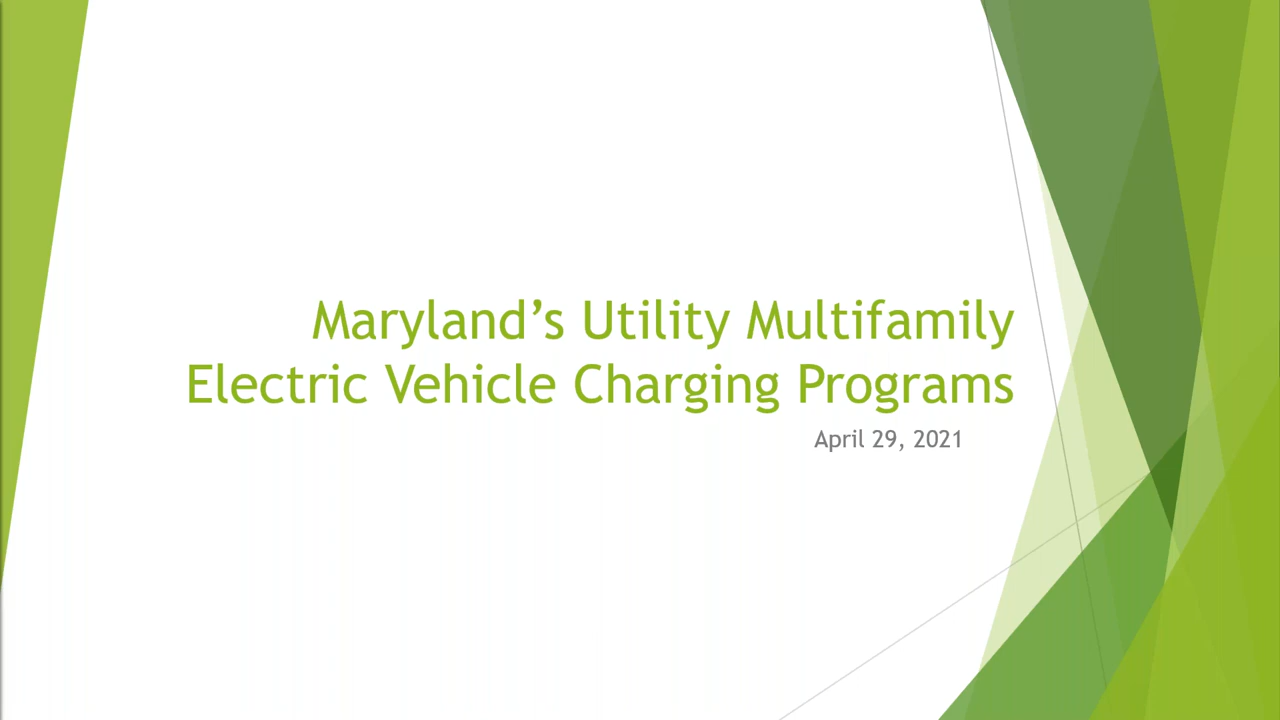 Maryland’s Utility Multifamily
Electric Vehicle Charging Programs
April 29, 2021